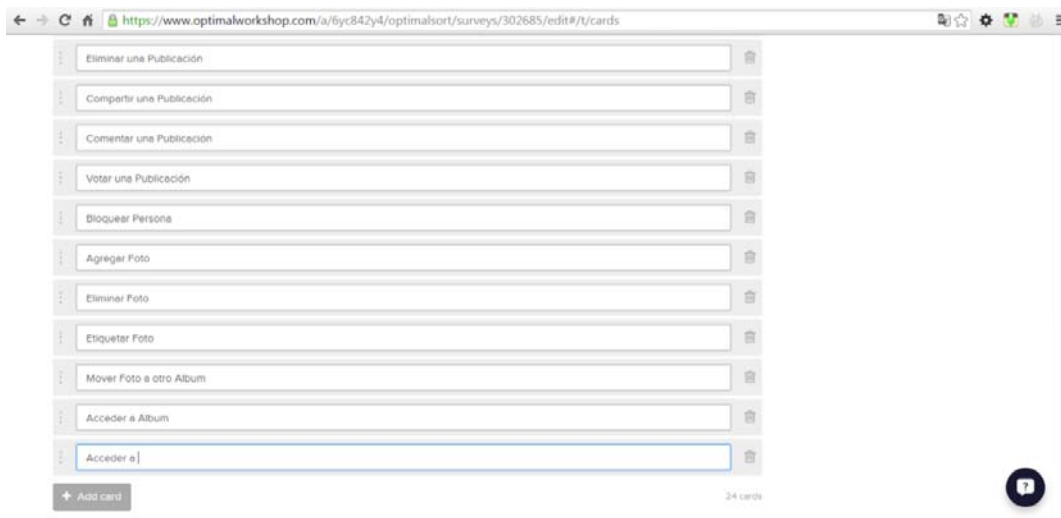 https://www.optimalworkshop.com/a/6yc842y4/optimalsort/surveys/302685/edit#/t/cards
Eliminar una Publicación
Compartir una Publicación
Comentar una Publicación
Votar una Publicación
Bloquear Persona
Agregar Foto
Eliminar Foto
Etiquetar Foto
Mover Foto a otro Album
Acceder a Album
Acceder a
+ Add card
24 cards
?